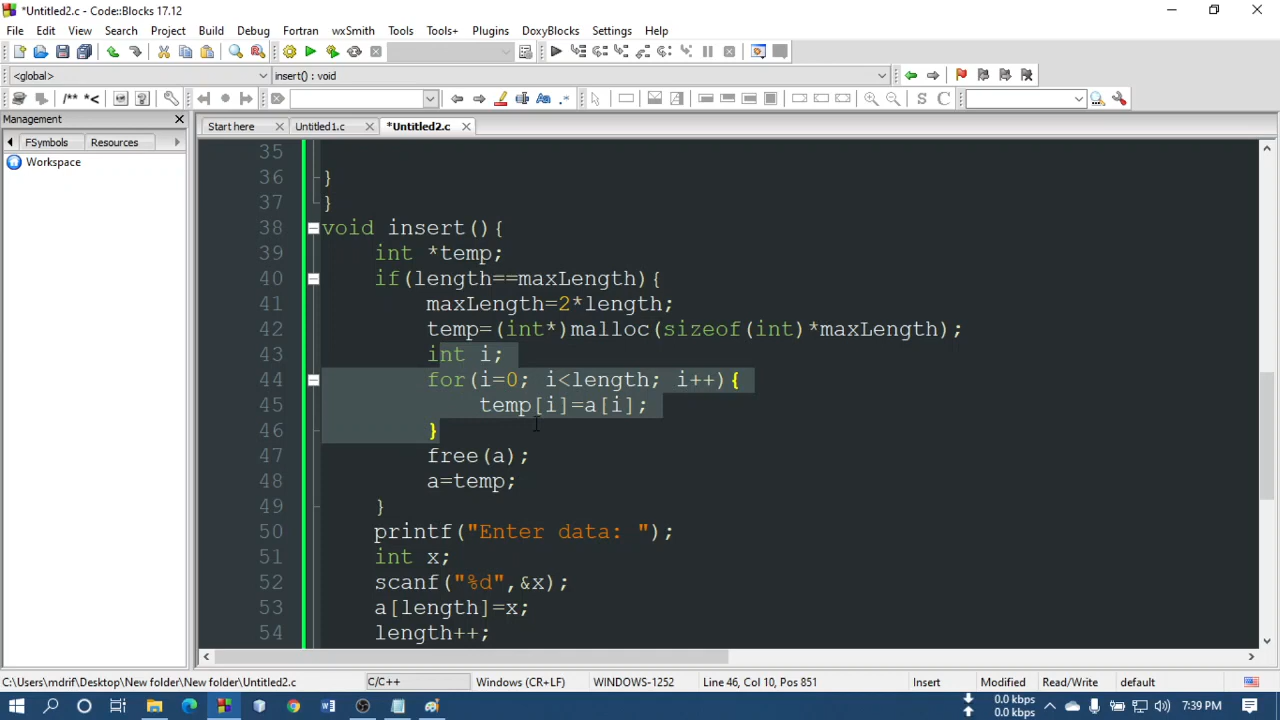 *Untitled2.c - Code::Blocks 17.12
File Edit View Search Project Build Debug Fortran wxSmith Tools Tools+ Plugins DoxyBlocks Settings Help
<global> insert() : void
/** *< S C
Management Start here Untitled1.c *Untitled2.c
FSymbols Resources
Workspace
35
36 }
37 }
38 void insert(){
39 int *temp;
40 if(length==maxLength){
41 maxLength=2*length;
42 temp=(int*)malloc(sizeof(int)*maxLength);
43 int i;
44 for(i=0; i<length; i++){
45 temp[i]=a[i];
46 }
47 free(a);
48 a=temp;
49 }
50 printf("Enter data: ");
51 int x;
52 scanf("%d",&x);
53 a[length]=x;
54 length++;
C:\Users\mdrif\Desktop\New folder\New folder\Untitled2.c C/C++ Windows (CR+LF) WINDOWS-1252 Line 46, Col 10, Pos 851 Insert Modified Read/Write default
0.0 kbps
0.0 kbps
7:39 PM